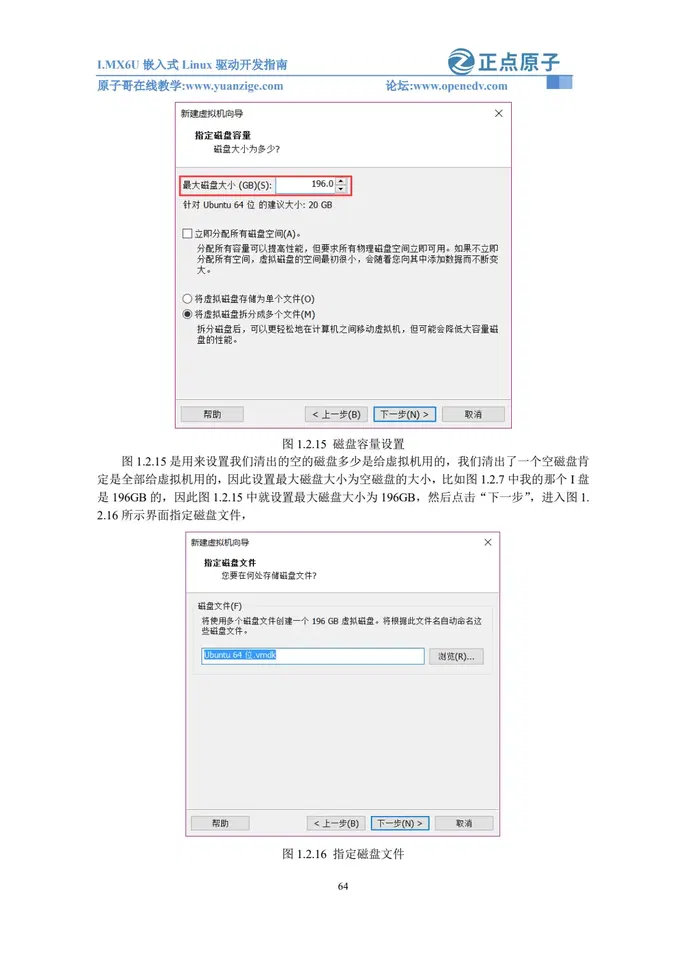 I.MX6U 嵌入式 Linux 驱动开发指南
正点原子
原子哥在线教学:www.yuanzige.com 论坛:www.openedv.com
新建虚拟机向导
指定磁盘容量
磁盘大小为多少?
最大磁盘大小 (GB)(S): 196.0
针对 Ubuntu 64 位 的建议大小: 20 GB
立即分配所有磁盘空间(A)。
分配所有容量可以提高性能，但要求所有物理磁盘空间立即可用。如果不立即
分配所有空间，虚拟磁盘的空间最初很小，会随着您向其中添加数据而不断变
大。
将虚拟磁盘存储为单个文件(O)
将虚拟磁盘拆分成多个文件(M)
拆分磁盘后，可以更轻松地在计算机之间移动虚拟机，但可能会降低大容量磁
盘的性能。
帮助 < 上一步(B) 下一步(N) > 取消
图 1.2.15 磁盘容量设置
图 1.2.15 是用来设置我们清出的空的磁盘多少是给虚拟机用的，我们清出了一个空磁盘肯
定是全部给虚拟机用的，因此设置最大磁盘大小为空磁盘的大小，比如图 1.2.7 中我的那个 I 盘
是 196GB 的，因此图 1.2.15 中就设置最大磁盘大小为 196GB，然后点击“下一步”，进入图 1.
2.16 所示界面指定磁盘文件，
新建虚拟机向导
指定磁盘文件
您要在何处存储磁盘文件?
磁盘文件(F)
将使用多个磁盘文件创建一个 196 GB 虚拟磁盘。将根据此文件名自动命名这
些磁盘文件。
Ubuntu 64 位.vmdk 浏览(R)...
帮助 < 上一步(B) 下一步(N) > 取消
图 1.2.16 指定磁盘文件
64